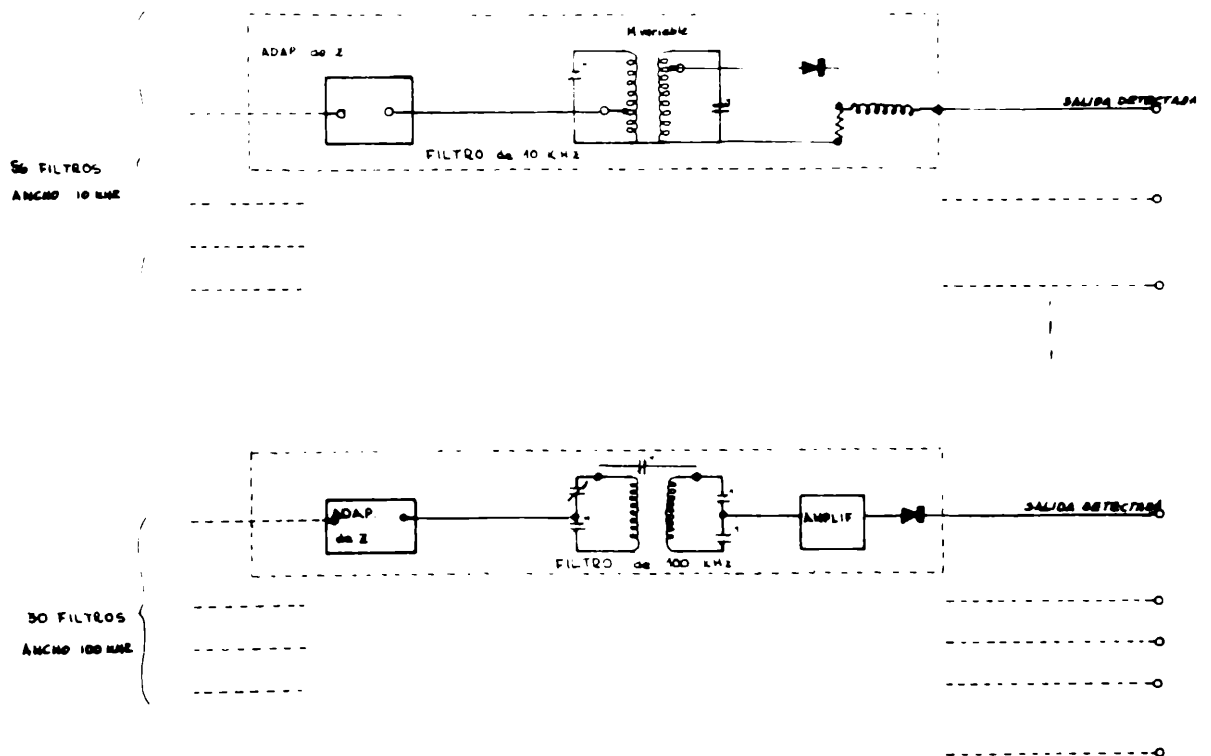 M variable
ADAP de Z
SALIDA DETECTADA
FILTRO de 10 KHz
56 FILTROS
ANCHO 10 KHz
ADAP.
de Z
AMPLIF
SALIDA DETECTADA
FILTRO de 100 KHz
30 FILTROS
ANCHO 100 KHz